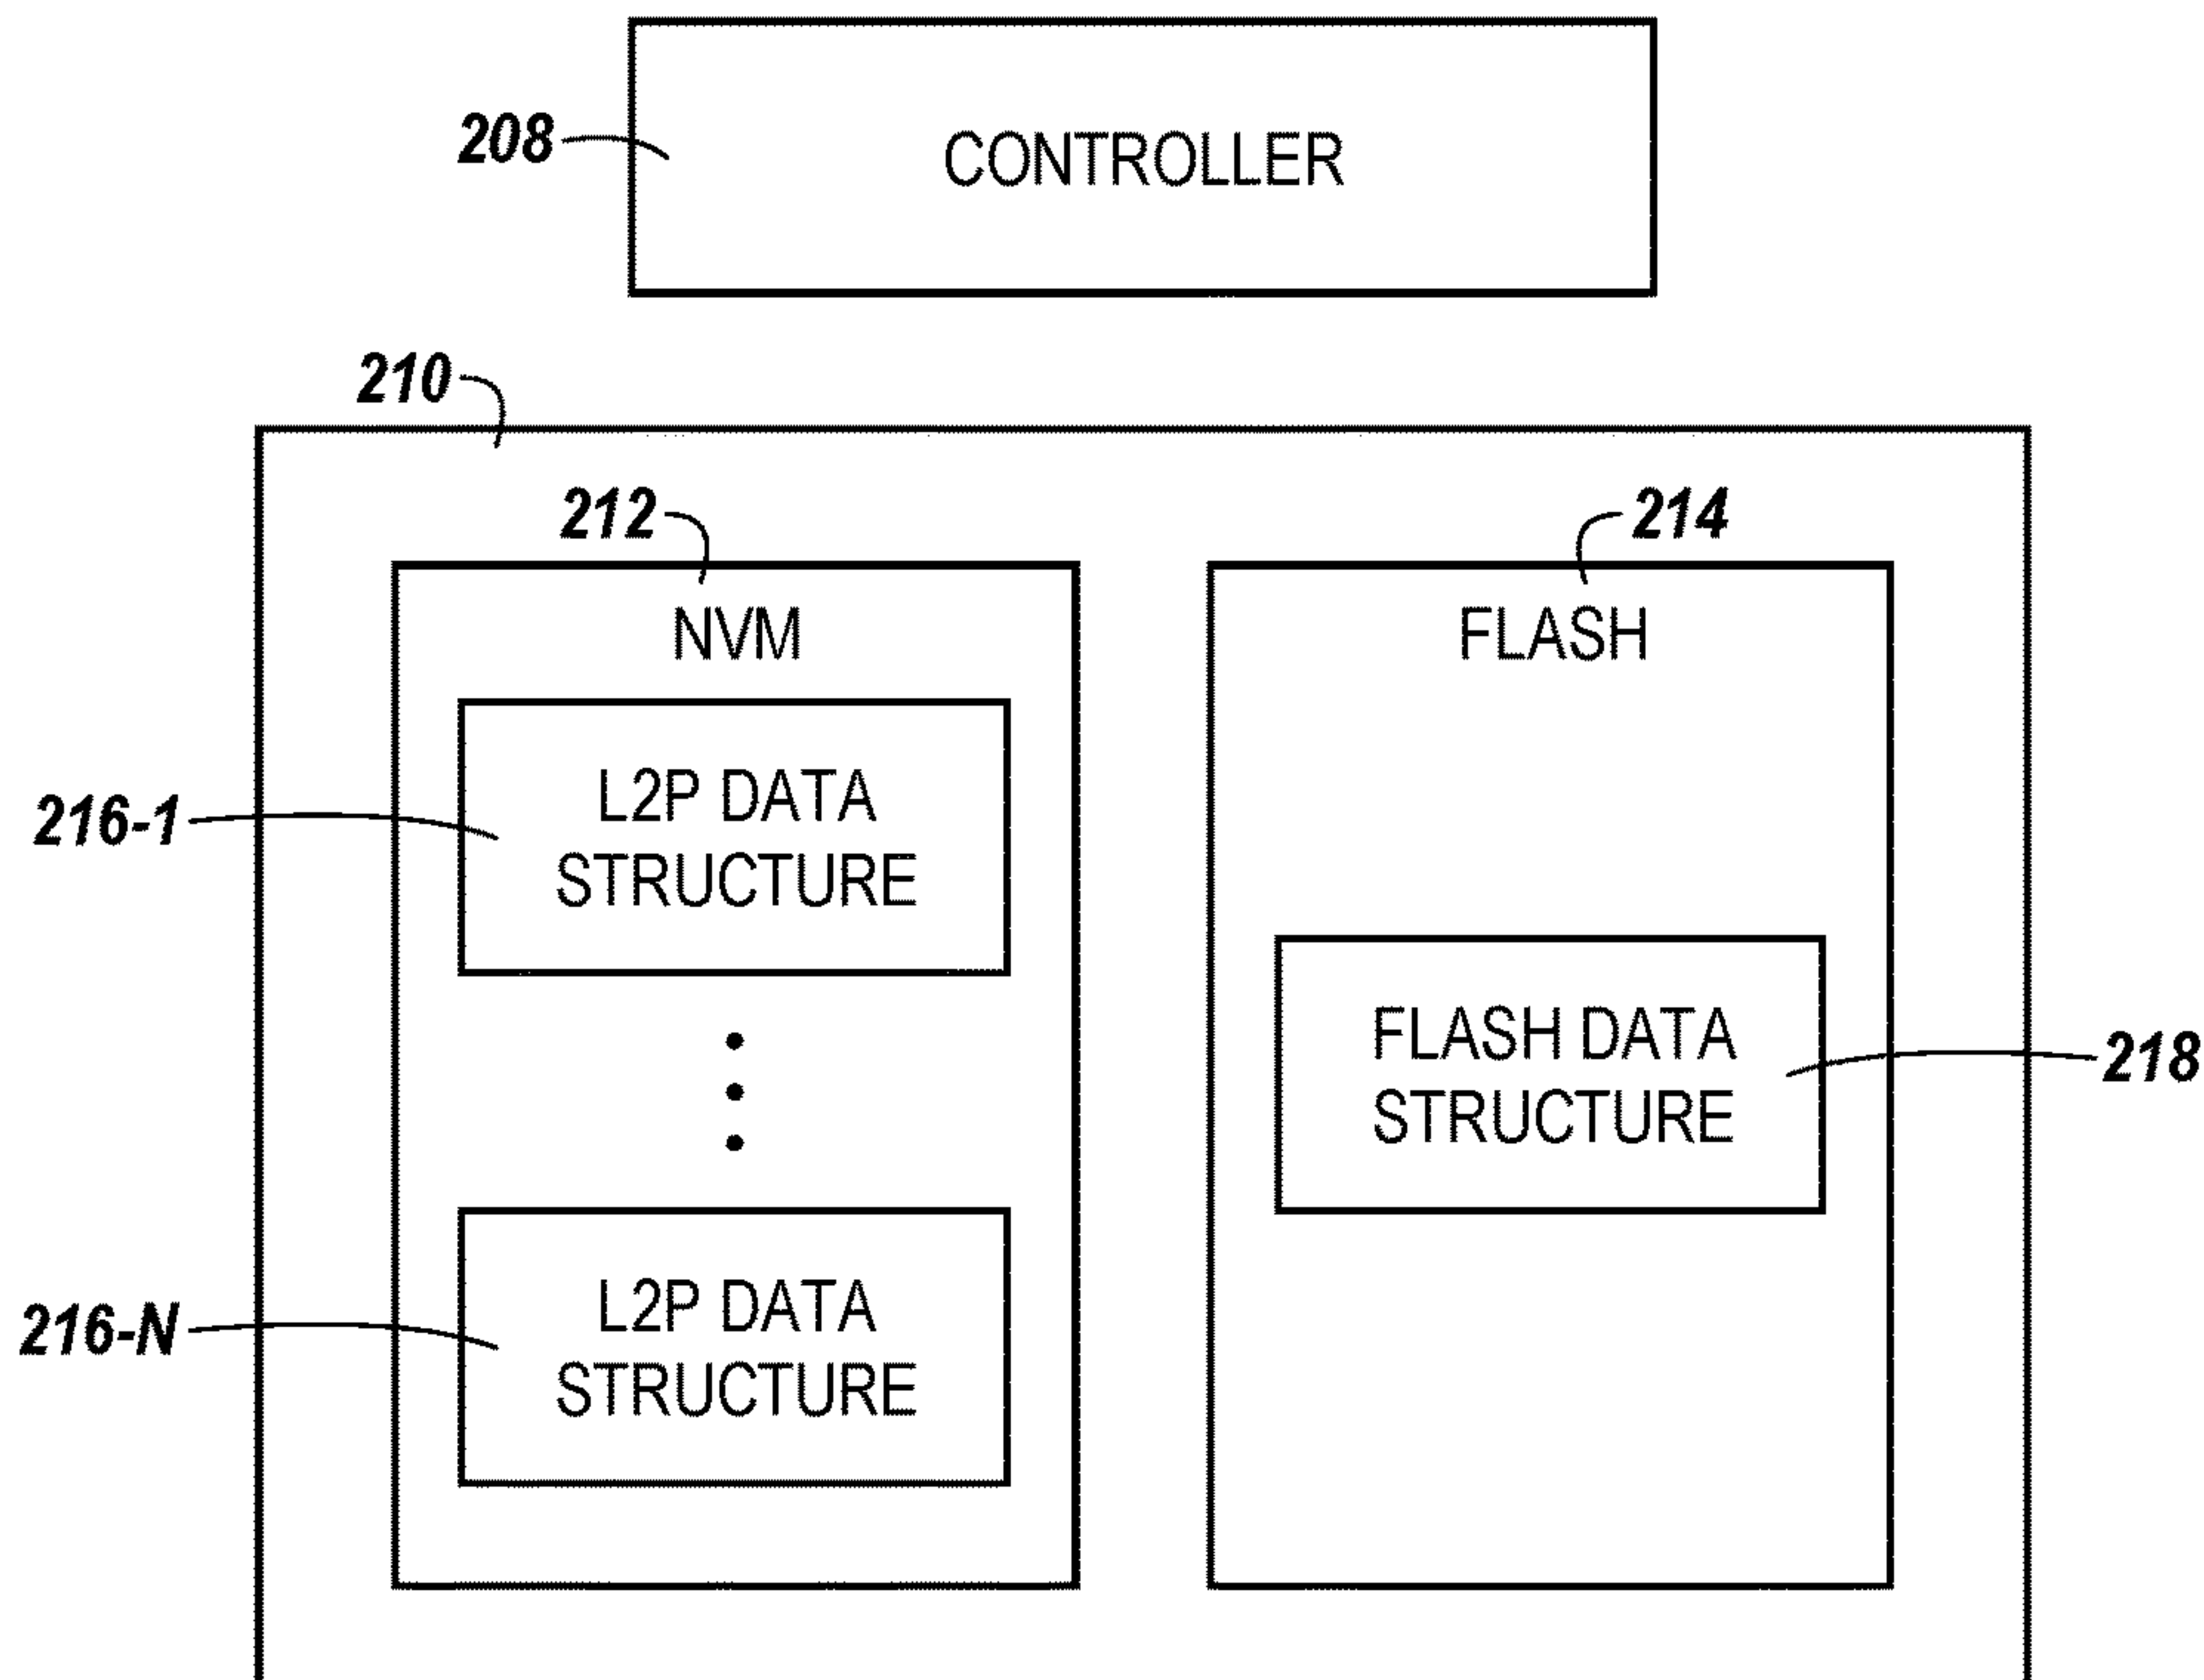 208
CONTROLLER
210
212
214
NVM
FLASH
216-1
L2P DATA
STRUCTURE
FLASH DATA
STRUCTURE
218
216-N
L2P DATA
STRUCTURE